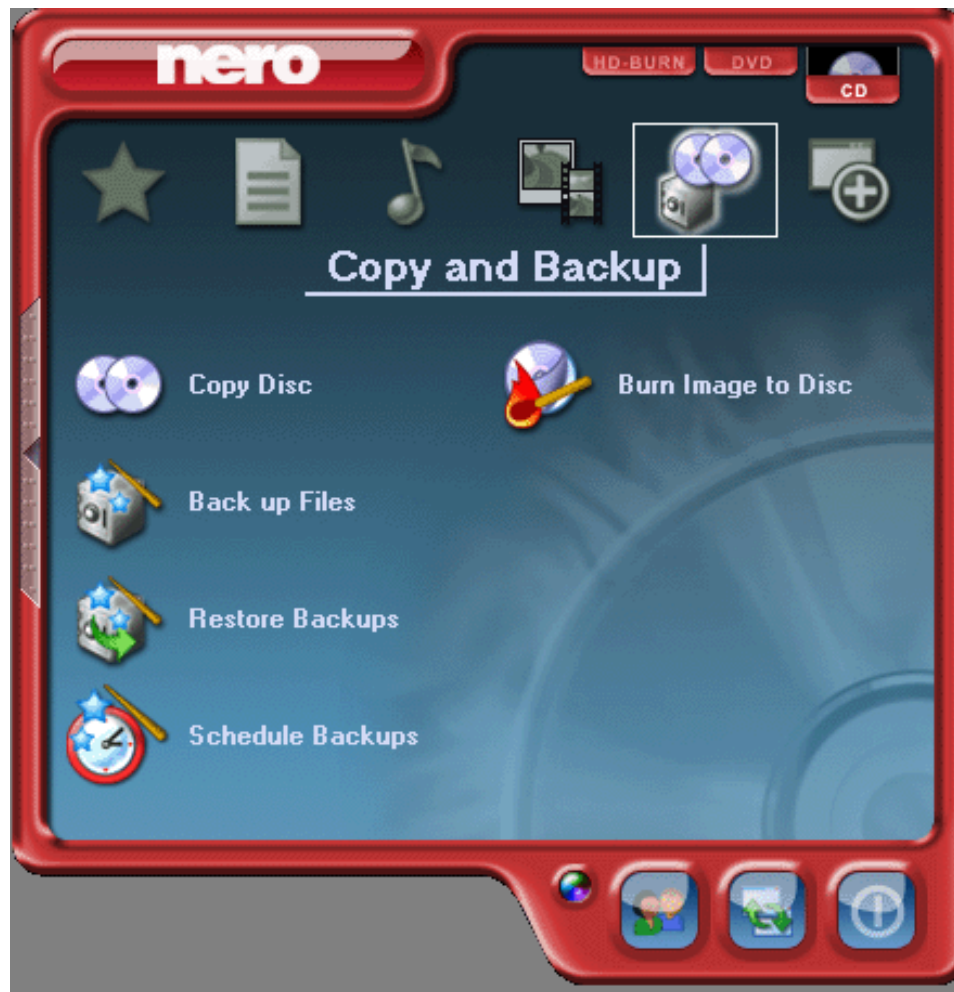 nero
HD-BURN
DVD
CD
Copy and Backup
Copy Disc
Burn Image to Disc
Back up Files
Restore Backups
Schedule Backups